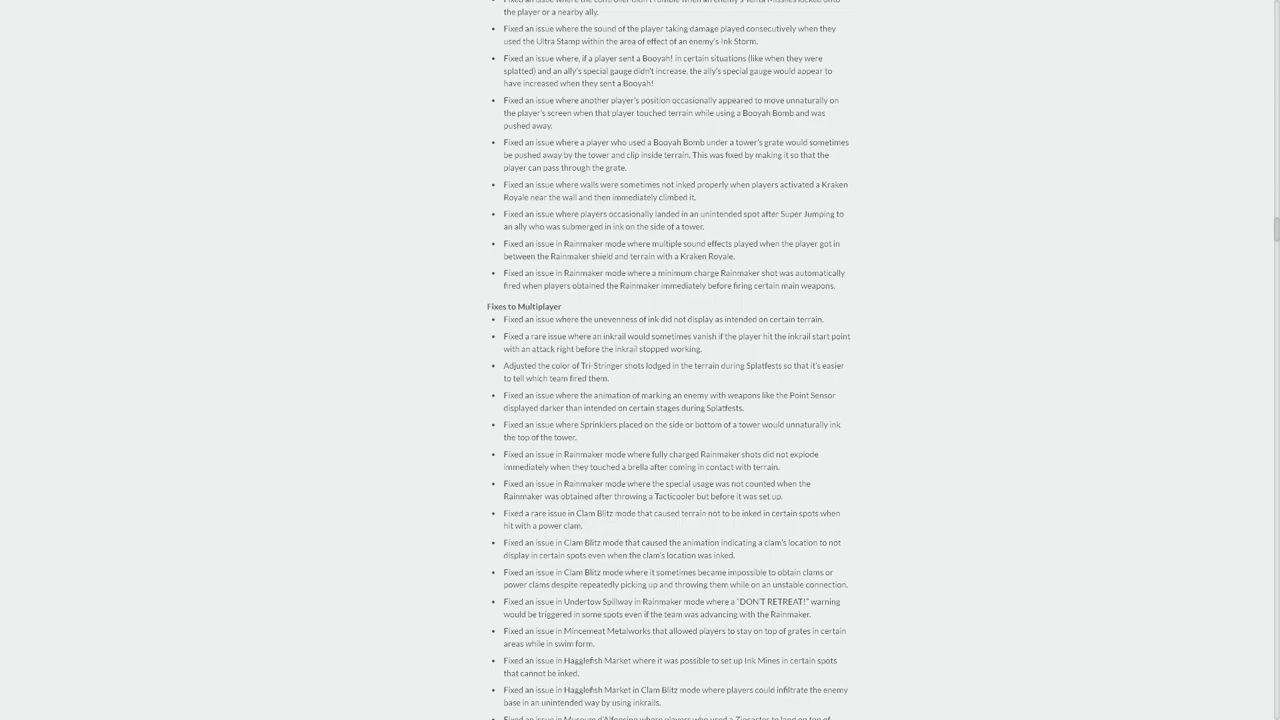 Fixed an issue where the controller didn't rumble when an enemy's Tenta Missiles locked onto
the player or a nearby ally.
Fixed an issue where the sound of the player taking damage played consecutively when they
used the Ultra Stamp within the area of effect of an enemy's Ink Storm.
Fixed an issue where, if a player sent a Booyah! in certain situations (like when they were
splatted) and an ally's special gauge didn't increase, the ally's special gauge would appear to
have increased when they sent a Booyah!
Fixed an issue where another player's position occasionally appeared to move unnaturally on
the player's screen when that player touched terrain while using a Booyah Bomb and was
pushed away.
Fixed an issue where a player who used a Booyah Bomb under a tower's grate would sometimes
be pushed away by the tower and clip inside terrain. This was fixed by making it so that the
player can pass through the grate.
Fixed an issue where walls were sometimes not inked properly when players activated a Kraken
Royale near the wall and then immediately climbed it.
Fixed an issue where players occasionally landed in an unintended spot after Super Jumping to
an ally who was submerged in ink on the side of a tower.
Fixed an issue in Rainmaker mode where multiple sound effects played when the player got in
between the Rainmaker shield and terrain with a Kraken Royale.
Fixed an issue in Rainmaker mode where a minimum charge Rainmaker shot was automatically
fired when players obtained the Rainmaker immediately before firing certain main weapons.
Fixes to Multiplayer
Fixed an issue where the unevenness of ink did not display as intended on certain terrain.
Fixed a rare issue where an inkrail would sometimes vanish if the player hit the inkrail start point
with an attack right before the inkrail stopped working.
Adjusted the color of Tri-Stringer shots lodged in the terrain during Splatfests so that it's easier
to tell which team fired them.
Fixed an issue where the animation of marking an enemy with weapons like the Point Sensor
displayed darker than intended on certain stages during Splatfests.
Fixed an issue where Sprinklers placed on the side or bottom of a tower would unnaturally ink
the top of the tower.
Fixed an issue in Rainmaker mode where fully charged Rainmaker shots did not explode
immediately when they touched a brella after coming in contact with terrain.
Fixed an issue in Rainmaker mode where the special usage was not counted when the
Rainmaker was obtained after throwing a Tacticooler but before it was set up.
Fixed a rare issue in Clam Blitz mode that caused terrain not to be inked in certain spots when
hit with a power clam.
Fixed an issue in Clam Blitz mode that caused the animation indicating a clam's location to not
display in certain spots even when the clam's location was inked.
Fixed an issue in Clam Blitz mode where it sometimes became impossible to obtain clams or
power clams despite repeatedly picking up and throwing them while on an unstable connection.
Fixed an issue in Undertow Spillway in Rainmaker mode where a "DON'T RETREAT!" warning
would be triggered in some spots even if the team was advancing with the Rainmaker.
Fixed an issue in Mincemeat Metalworks that allowed players to stay on top of grates in certain
areas while in swim form.
Fixed an issue in Hagglefish Market where it was possible to set up Ink Mines in certain spots
that cannot be inked.
Fixed an issue in Hagglefish Market in Clam Blitz mode where players could infiltrate the enemy
base in an unintended way by using inkrails.
Fixed an issue in Museum d'Alfonsino where players who used a Zipcaster to land on top of